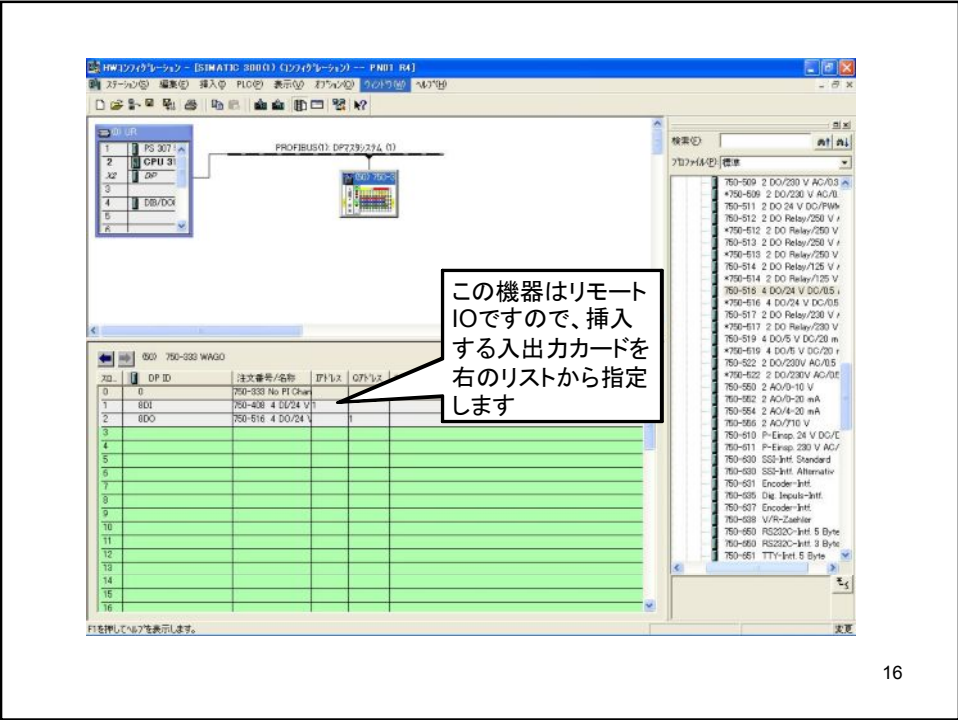 HWコンフィグレーション - [SIMATIC 300(1) (コンフィグレーション) -- PN01_R4]
ステーション(S) 編集(E) 挿入(I) PLC(P) 表示(V) オプション(O) ウィンドウ(W) ヘルプ(H)
(0) UR
1 PS 307
2 CPU 31
X2 DP
3
4 DI8/DO
5
6
PROFIBUS(1): DPマスタシステム (1)
(50) 750-3
この機器はリモート
IOですので、挿入
する入出力カードを
右のリストから指定
します
(50) 750-333 WAGO
スロ.. DP ID 注文番号/名称 Iアドレス Qアドレス
0 0 750-333 No PI Chan
1 8DI 750-408 4 DI/24 V 1
2 8DO 750-516 4 DO/24 V 1
3
4
5
6
7
8
9
10
11
12
13
14
15
16
検索(F):
プロファイル(P): 標準
750-509 2 DO/230 V AC/0.3
*750-509 2 DO/230 V AC/0.
750-511 2 DO 24 V DC/PWM
750-512 2 DO Relay/250 V
*750-512 2 DO Relay/250 V
750-513 2 DO Relay/250 V
*750-513 2 DO Relay/250 V
750-514 2 DO Relay/125 V
*750-514 2 DO Relay/125 V
750-516 4 DO/24 V DC/0.5
*750-516 4 DO/24 V DC/0.5
750-517 2 DO Relay/230 V
*750-517 2 DO Relay/230 V
750-519 4 DO/5 V DC/20 m
*750-519 4 DO/5 V DC/20
750-522 2 DO/230V AC/0.5
*750-522 2 DO/230V AC/0.5
750-550 2 AO/0-10 V
750-552 2 AO/0-20 mA
750-554 2 AO/4-20 mA
750-556 2 AO/?10 V
750-610 P-Einsp. 24 V DC/
750-611 P-Einsp. 230 V AC/
750-630 SSI-Intf. Standard
750-630 SSI-Intf. Alternativ
750-631 Encoder-Intf.
750-635 Dig. Impuls-Intf.
750-637 Encoder-Intf.
750-638 V/R-Zaehler
750-650 RS232C-Intf. 5 Byte
750-650 RS232C-Intf. 3 Byte
750-651 TTY-Intf. 5 Byte
F1を押してヘルプを表示します。
変更
16